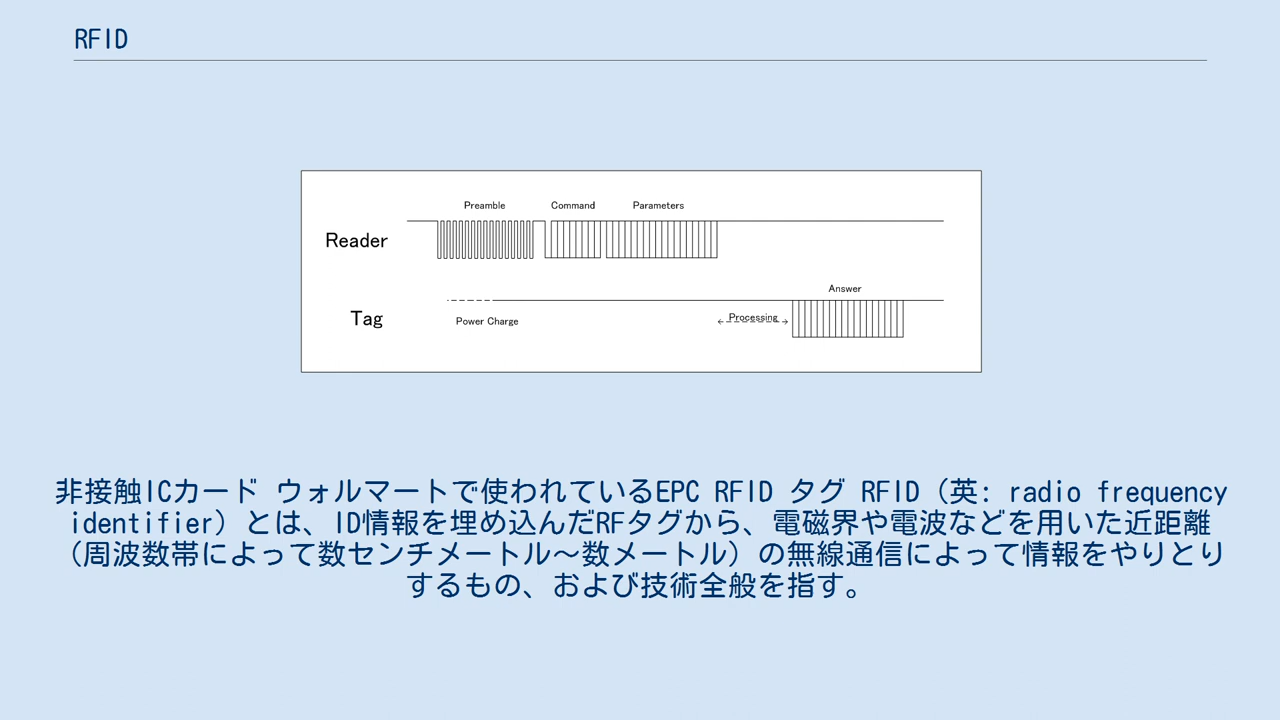 RFID
Preamble
Command
Parameters
Reader
Answer
Tag
Power Charge
Processing
非接触ICカード ウォルマートで使われているEPC RFID タグ RFID（英: radio frequency
identifier）とは、ID情報を埋め込んだRFタグから、電磁界や電波などを用いた近距離
（周波数帯によって数センチメートル～数メートル）の無線通信によって情報をやりとり
するもの、および技術全般を指す。